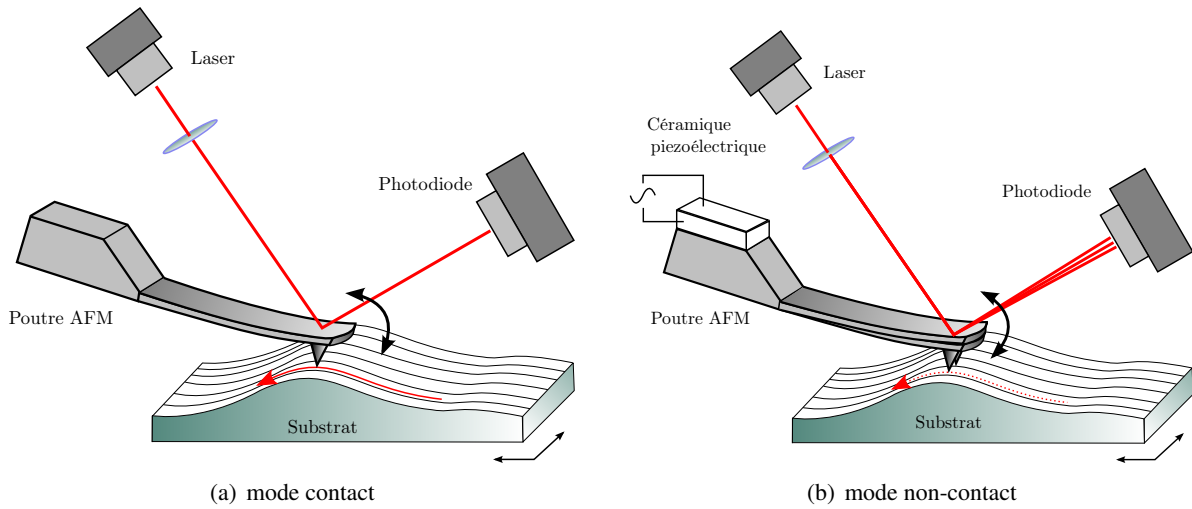 Laser
Photodiode
Poutre AFM
Substrat
(a) mode contact
Laser
Céramique
piezoélectrique
Photodiode
Poutre AFM
Substrat
(b) mode non-contact